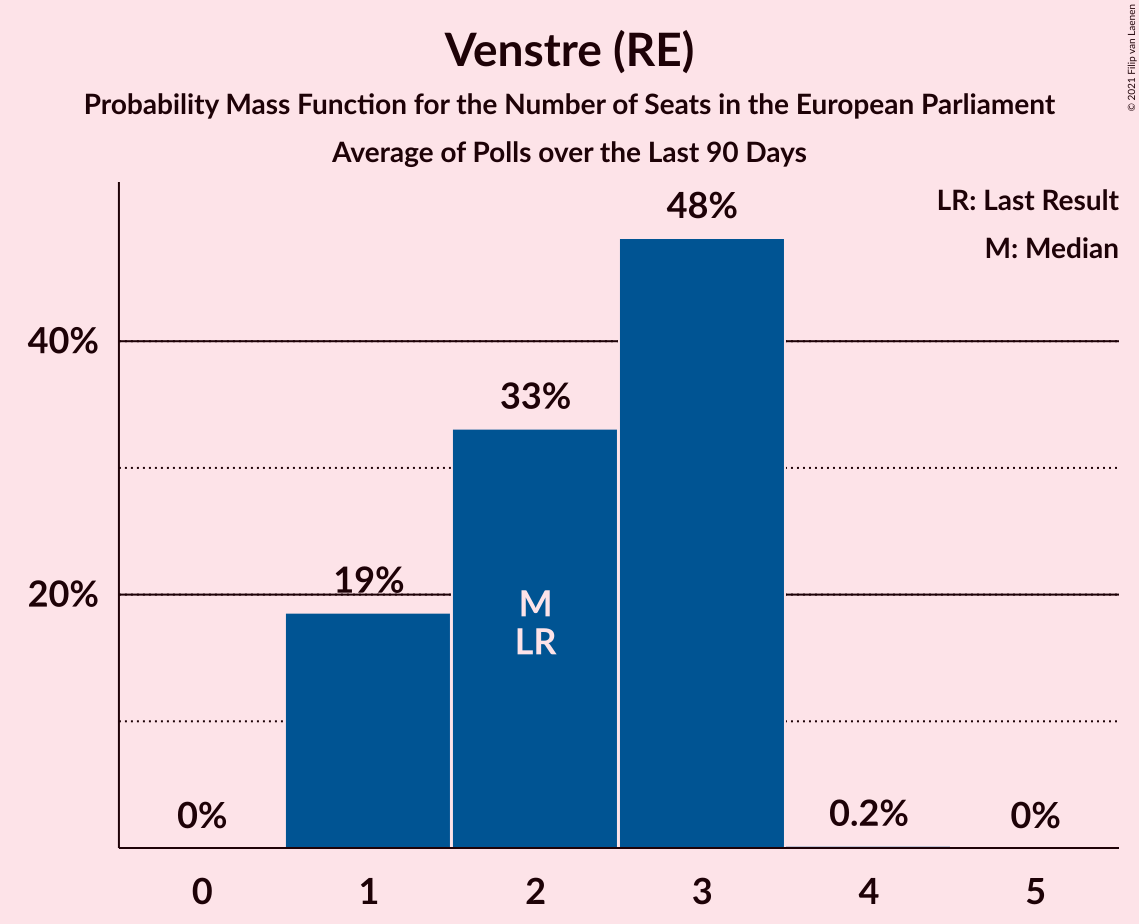 Venstre (RE)
Probability Mass Function for the Number of Seats in the European Parliament
Average of Polls over the Last 90 Days
© 2021 Filip van Laenen
LR: Last Result
M: Median
48%
40%
33%
19%
20%
M
LR
0%
0.2%
0%
0 1 2 3 4 5